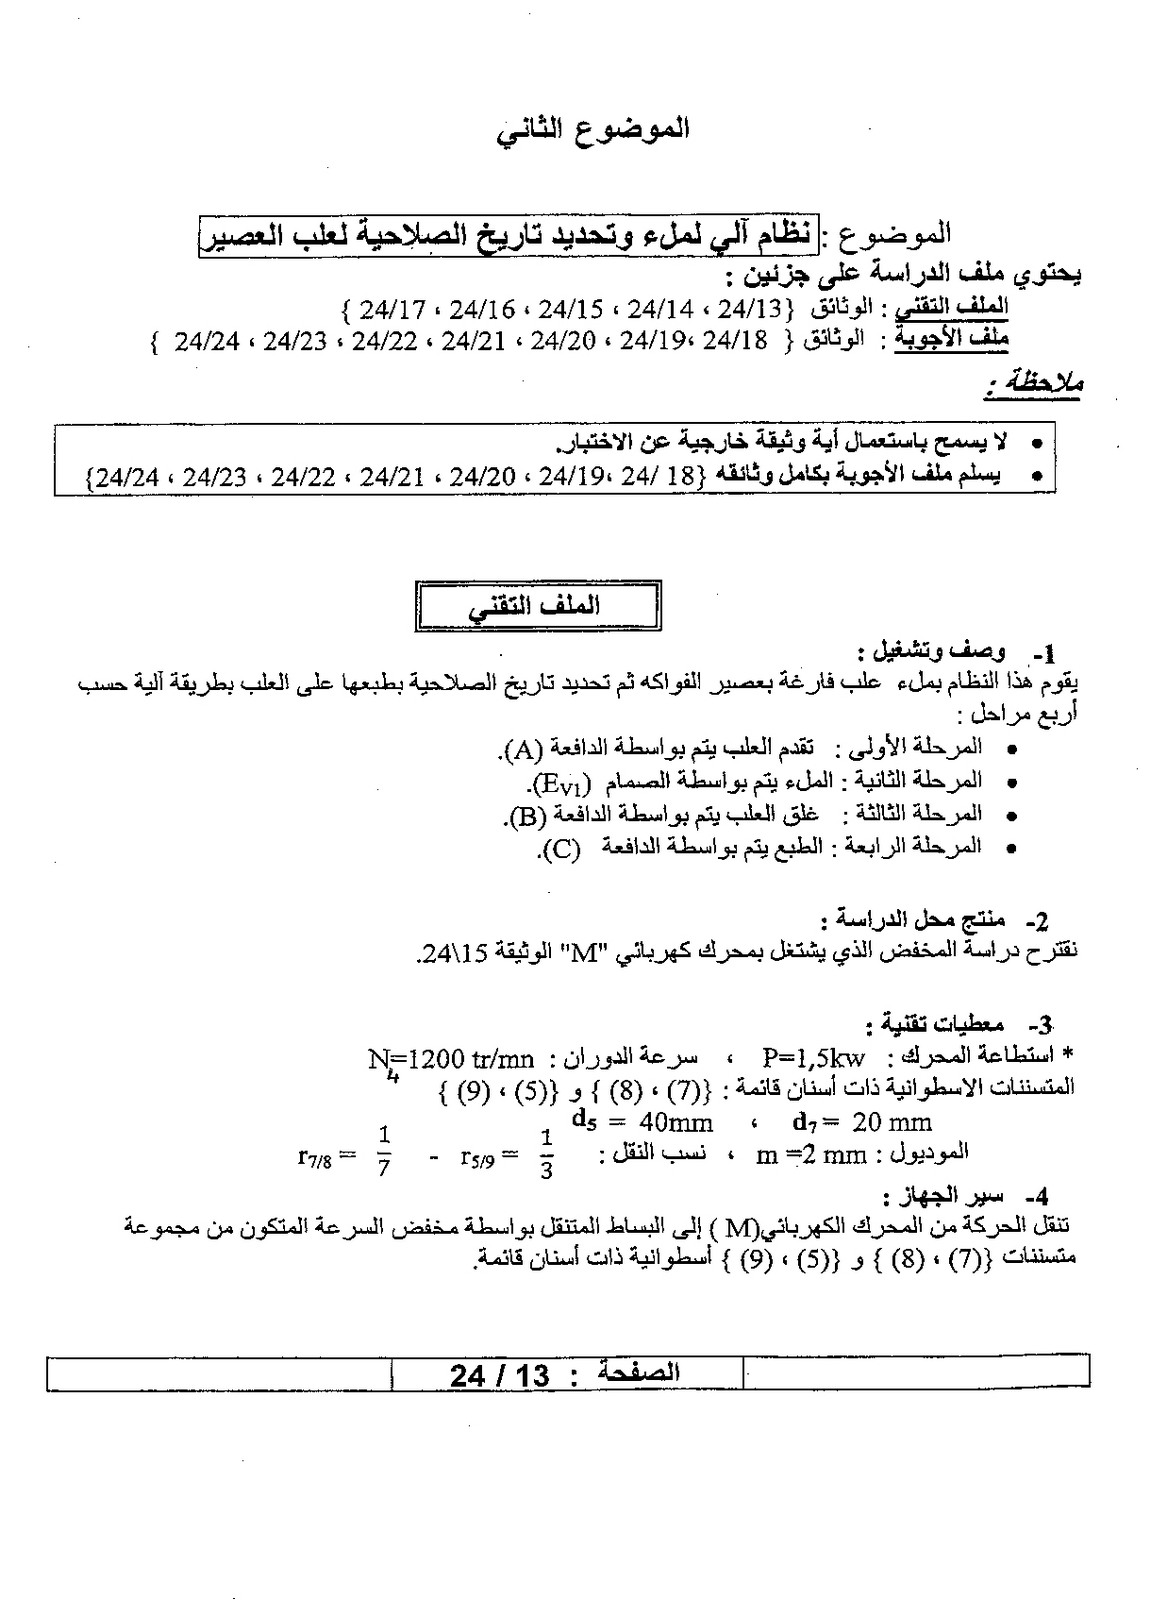 الموضوع الثاني
الموضوع : نظام آلي لملء وتحديد تاريخ الصلاحية لعلب العصير
يحتوي ملف الدراسة على جزئين :
الملف التقني : الوثائق {24/13 ، 24/14 ، 24/15 ، 24/16 ، 24/17 }
ملف الأجوبة : الوثائق { 24/18 ،24/19 ، 24/20 ، 24/21 ، 24/22 ، 24/23 ، 24/24 }
ملاحظة :
• لا يسمح باستعمال أية وثيقة خارجية عن الاختبار.
• يسلم ملف الأجوبة بكامل وثائقه {18 /24 ،24/19 ، 24/20 ، 24/21 ، 24/22 ، 24/23 ، 24/24}
الملف التقني
1- وصف وتشغيل :
يقوم هذا النظام بملء علب فارغة بعصير الفواكه ثم تحديد تاريخ الصلاحية بطبعها على العلب بطريقة آلية حسب
أربع مراحل :
• المرحلة الأولى : تقدم العلب يتم بواسطة الدافعة (A).
• المرحلة الثانية : الملء يتم بواسطة الصمام (EV1).
• المرحلة الثالثة : غلق العلب يتم بواسطة الدافعة (B).
• المرحلة الرابعة : الطبع يتم بواسطة الدافعة (C).
2- منتج محل الدراسة :
نقترح دراسة المخفض الذي يشتغل بمحرك كهربائي "M" الوثيقة 15\24.
3- معطيات تقنية :
* استطاعة المحرك : P=1,5kw ، سرعة الدوران : N4=1200 tr/mn
المتسننات الاسطوانية ذات أسنان قائمة : {(7) ، (8) } و {(5) ، (9) }
d7 = 20 mm ، d5 = 40mm
الموديول : m =2 mm ، نسب النقل : r5/9 = 1/3 - r7/8 = 1/7
4- سير الجهاز :
تنقل الحركة من المحرك الكهربائي(M ) إلى البساط المتنقل بواسطة مخفض السرعة المتكون من مجموعة
متسننات {(7) ، (8) } و {(5) ، (9) } أسطوانية ذات أسنان قائمة.
الصفحة : 13 / 24